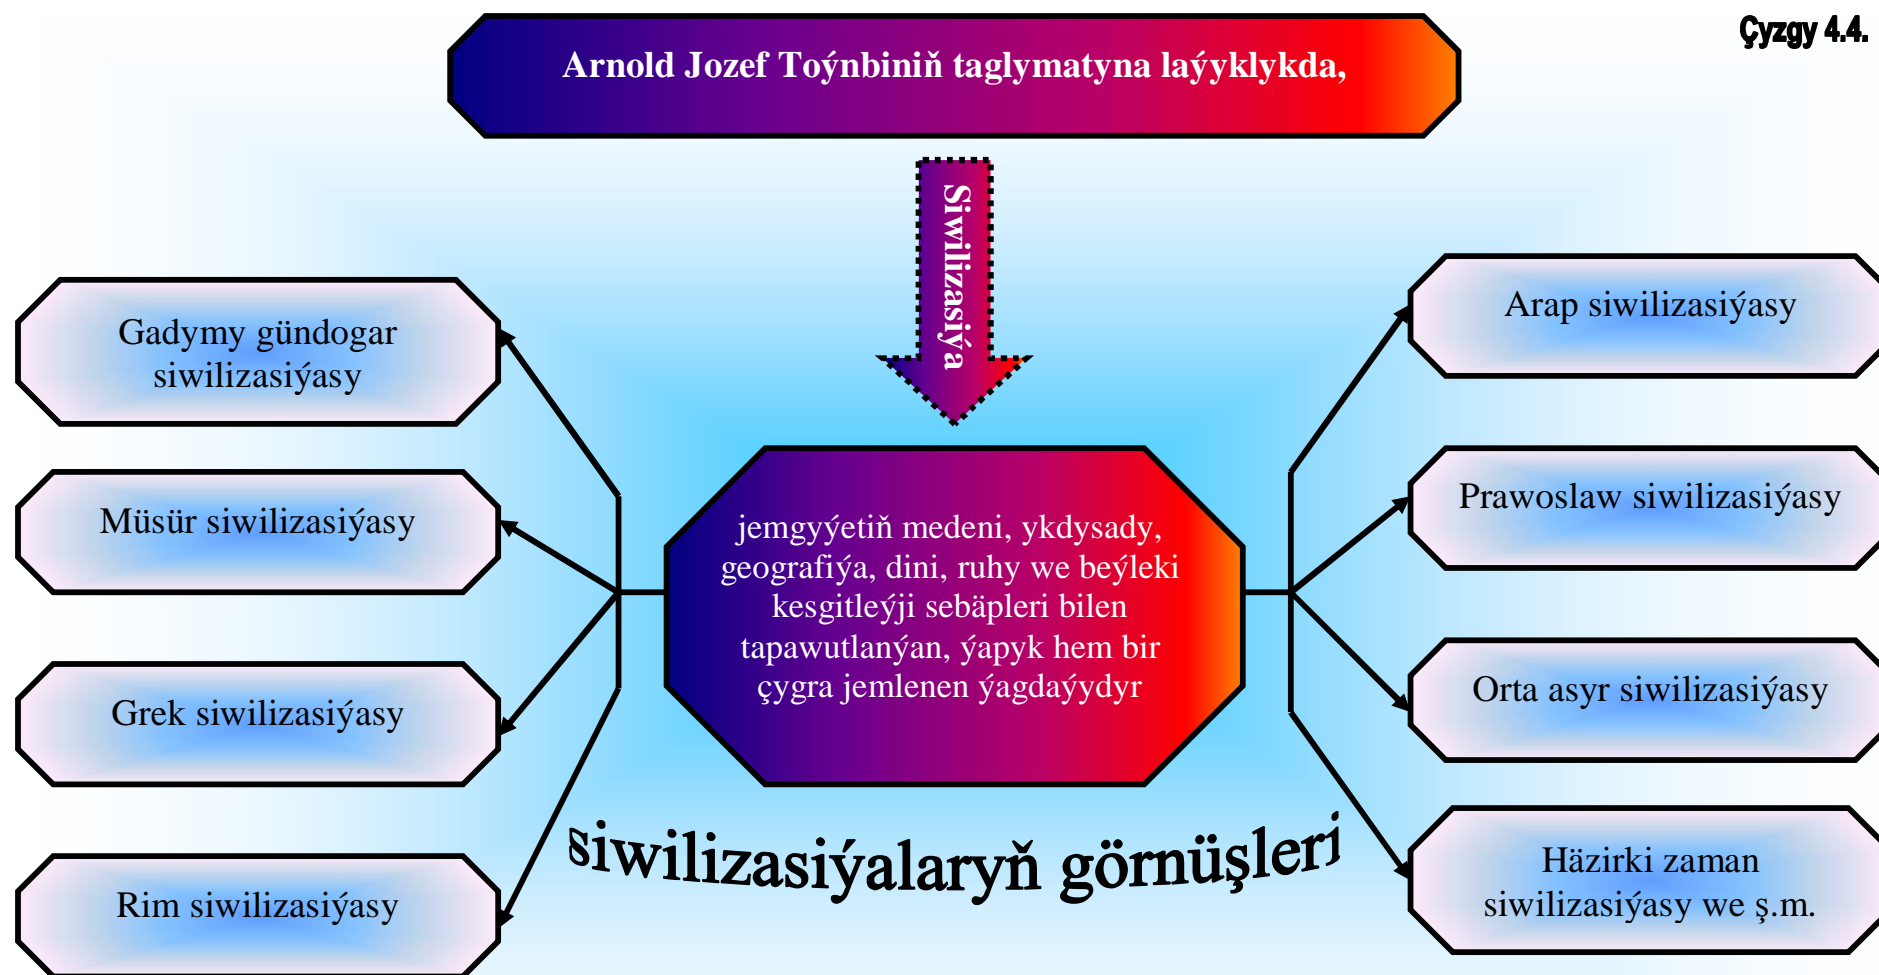 Çyzgy 4.4.
Arnold Jozef Toýnbiniň taglymatyna laýyklykda,
Siwilizasiýa
Gadymy gündogar
siwilizasiýasy
Müsür siwilizasiýasy
Grek siwilizasiýasy
Rim siwilizasiýasy
jemgyýetiň medeni, ykdysady,
geografiýa, dini, ruhy we beýleki
kesgitleýji sebäpleri bilen
tapawutlanýan, ýapyk hem bir
çygra jemlenen ýagdaýydyr
Arap siwilizasiýasy
Prawoslaw siwilizasiýasy
Orta asyr siwilizasiýasy
Häzirki zaman
siwilizasiýasy we ş.m.
siwilizasiýalaryň görnüşleri